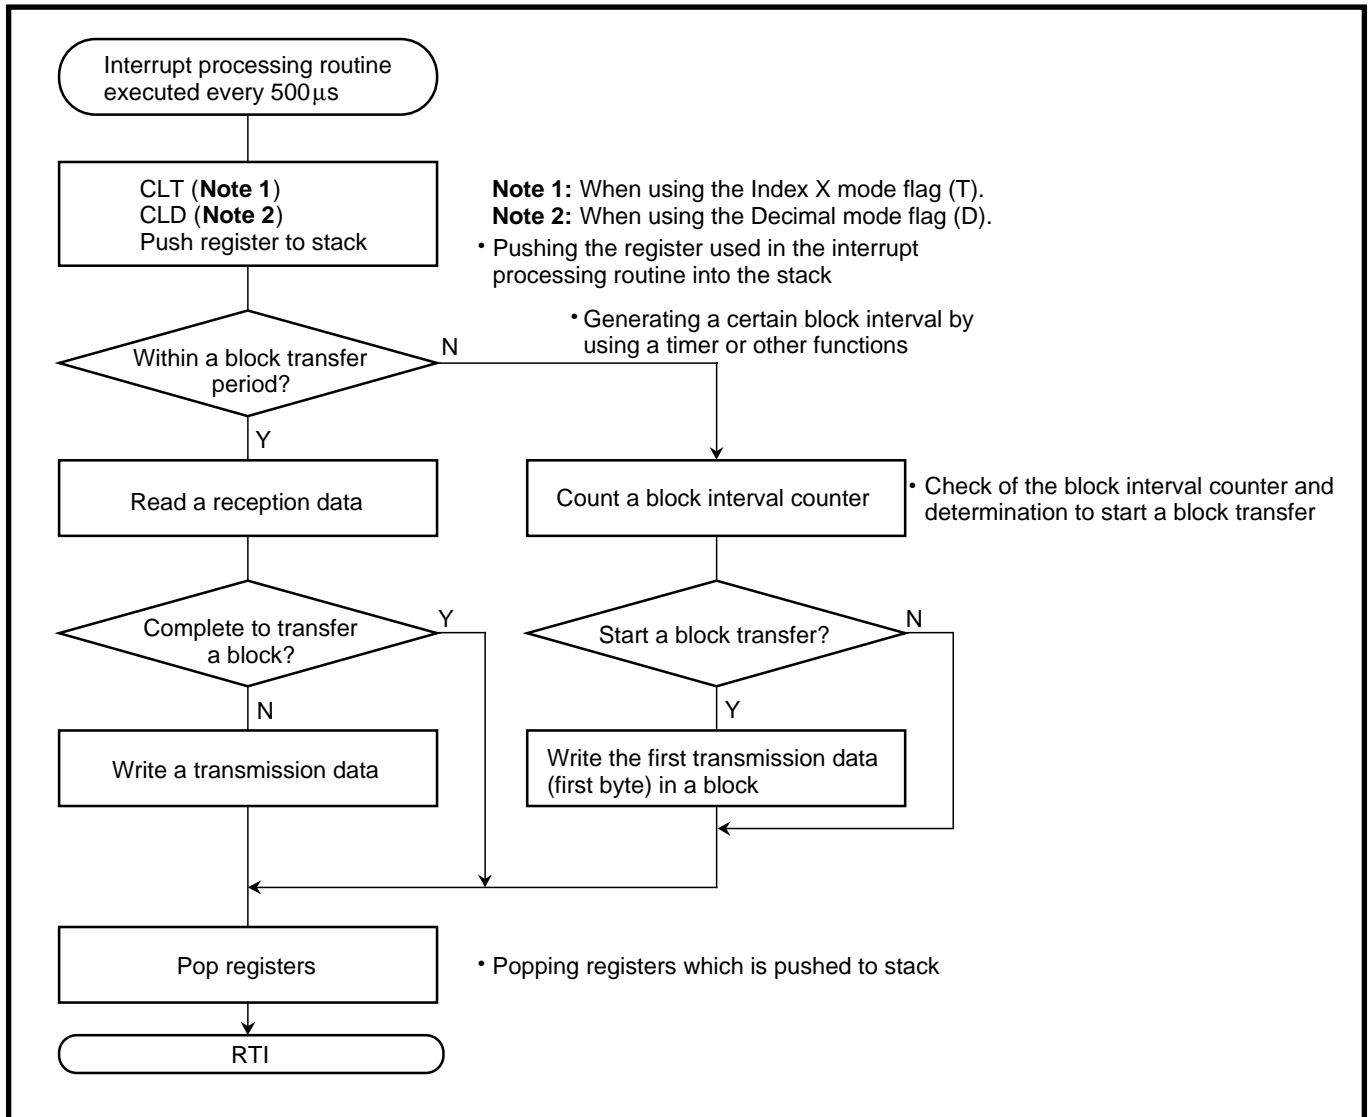 Interrupt processing routine
executed every 500µs
CLT (Note 1)
CLD (Note 2)
Push register to stack
Note 1: When using the Index X mode flag (T).
Note 2: When using the Decimal mode flag (D).
• Pushing the register used in the interrupt
processing routine into the stack
• Generating a certain block interval by
using a timer or other functions
Within a block transfer
period?
N
Y
Read a reception data
Count a block interval counter
• Check of the block interval counter and
determination to start a block transfer
Complete to transfer
a block?
Y
N
Start a block transfer?
N
Y
Write a transmission data
Write the first transmission data
(first byte) in a block
Pop registers
• Popping registers which is pushed to stack
RTI